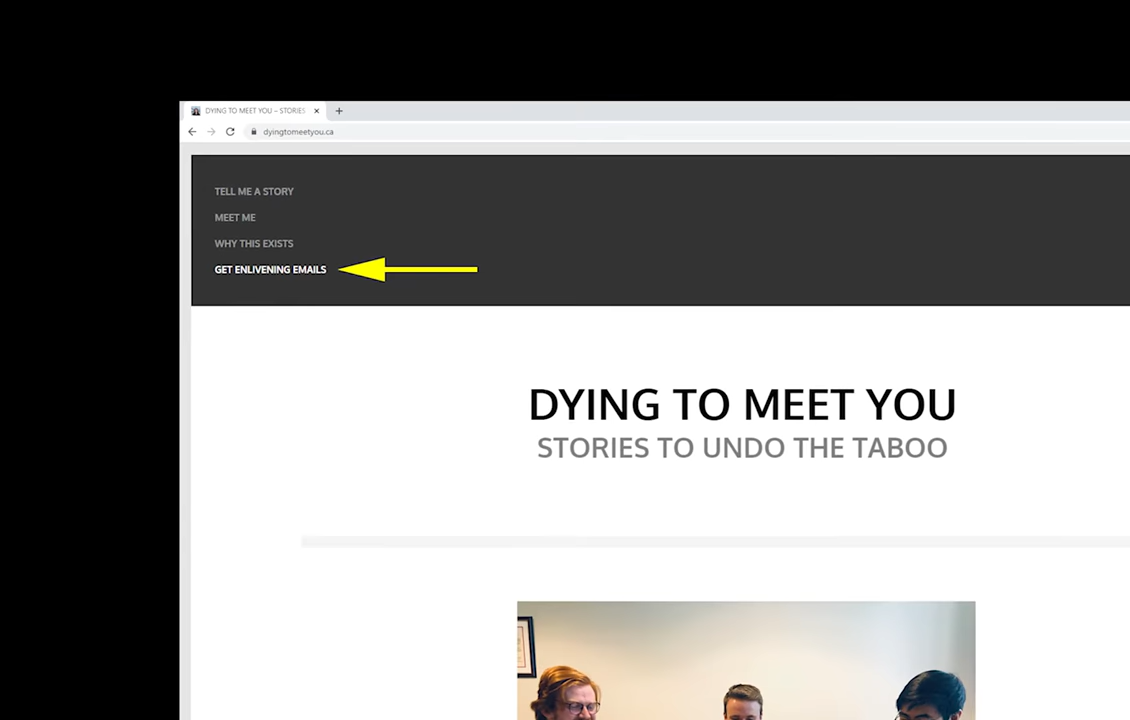 DYING TO MEET YOU – STORIES
dyingtomeetyou.ca
TELL ME A STORY
MEET ME
WHY THIS EXISTS
GET ENLIVENING EMAILS
DYING TO MEET YOU
STORIES TO UNDO THE TABOO